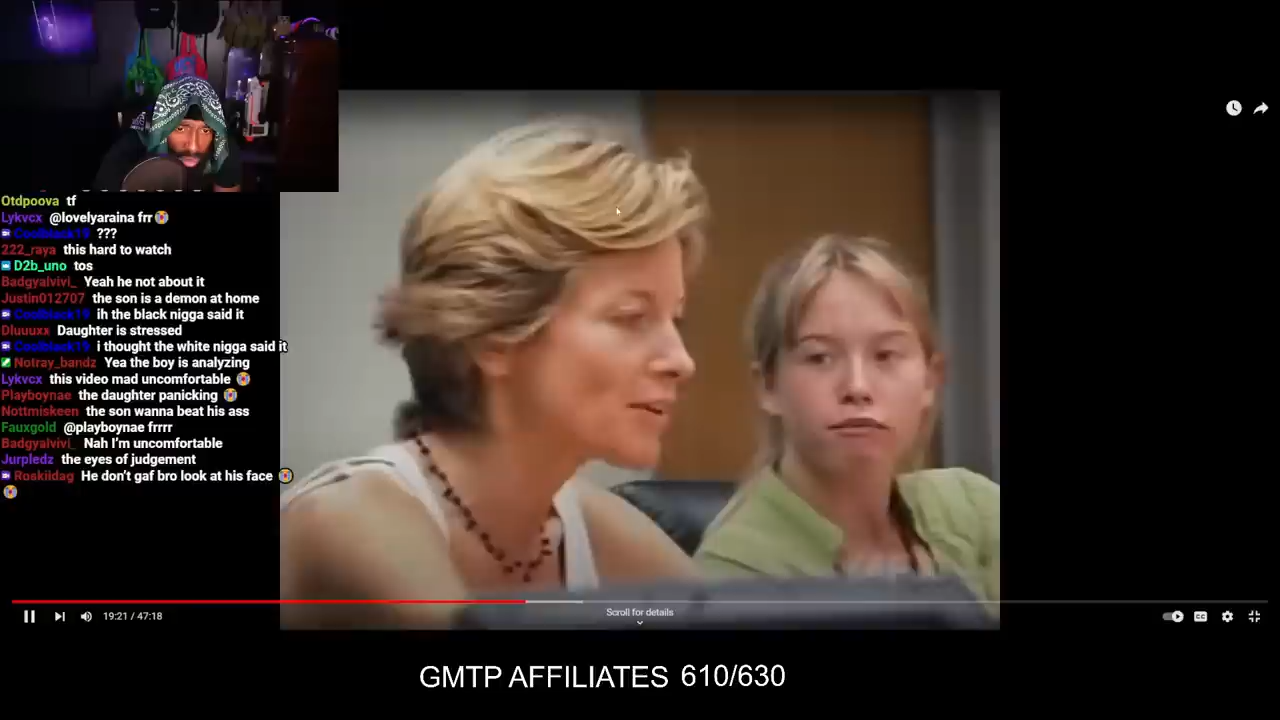 Otdpoova tf
Lykvcx @lovelyaraina frr
Coolblack19 ???
222_raya this hard to watch
D2b_uno tos
Badgyalvivi_ Yeah he not about it
Justin012707 the son is a demon at home
Coolblack19 ih the black nigga said it
Dluuuxx Daughter is stressed
Coolblack19 i thought the white nigga said it
Notray_bandz Yea the boy is analyzing
Lykvcx this video mad uncomfortable
Playboynae the daughter panicking
Nottmiskeen the son wanna beat his ass
Fauxgold @playboynae frrrr
Badgyalvivi_ Nah I'm uncomfortable
Jurpledz the eyes of judgement
Roskiidag He don't gaf bro look at his face
19:21 / 47:18
Scroll for details
CC
GMTP AFFILIATES 610/630